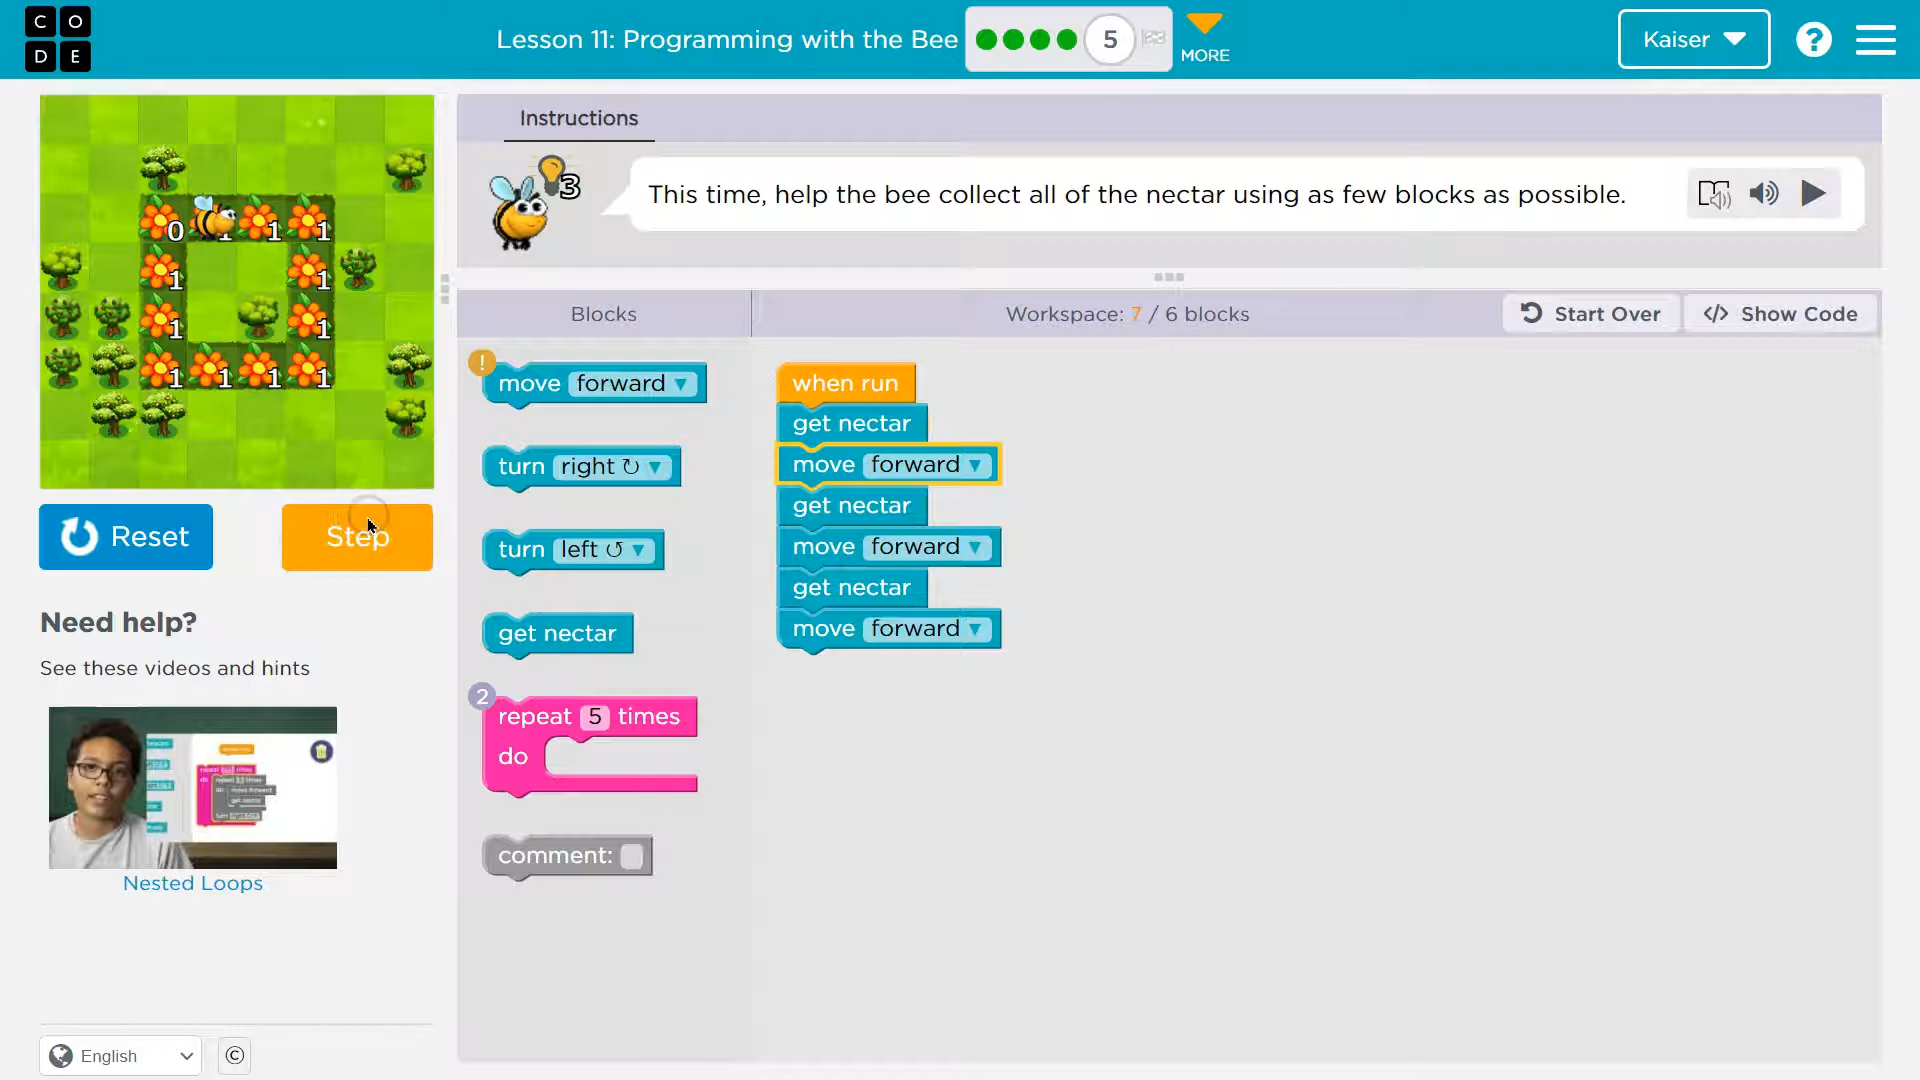 C O
D E
Lesson 11: Programming with the Bee
5
MORE
Kaiser
?
Instructions
3
This time, help the bee collect all of the nectar using as few blocks as possible.
0 1 1 1
1 1
1 1
1 1 1 1
Blocks
Workspace: 7 / 6 blocks
Start Over
</> Show Code
!
move forward
turn right
turn left
get nectar
2
repeat 5 times
do
comment:
when run
get nectar
move forward
get nectar
move forward
get nectar
move forward
Reset
Step
Need help?
See these videos and hints
Nested Loops
English
©